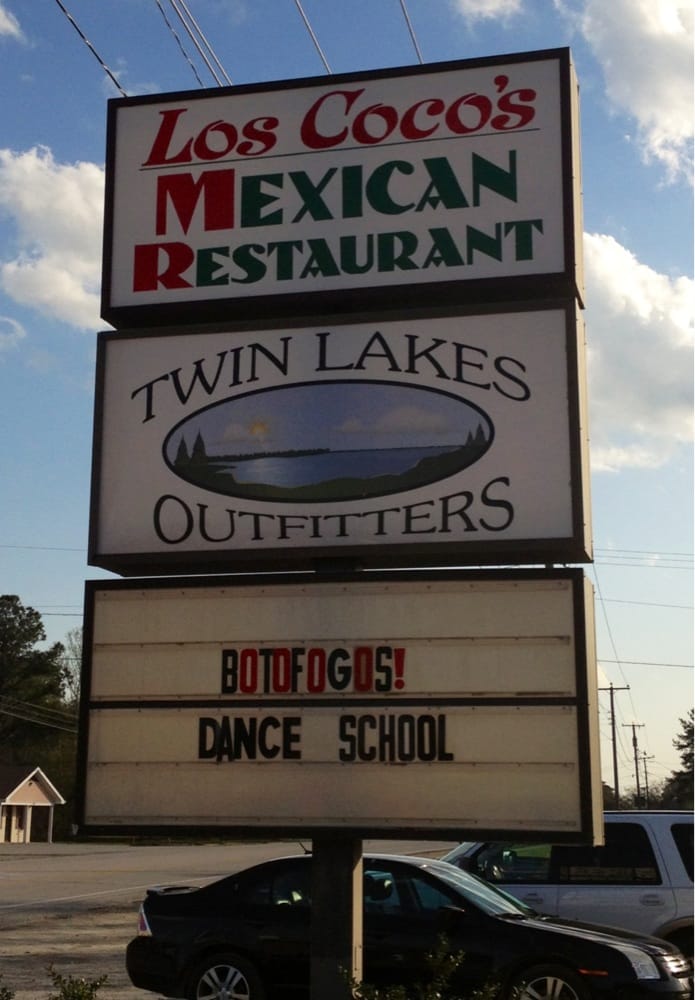 Los Coco's
Mexican
Restaurant
TWIN LAKES
OUTFITTERS
BOTOFOGOS!
DANCE SCHOOL